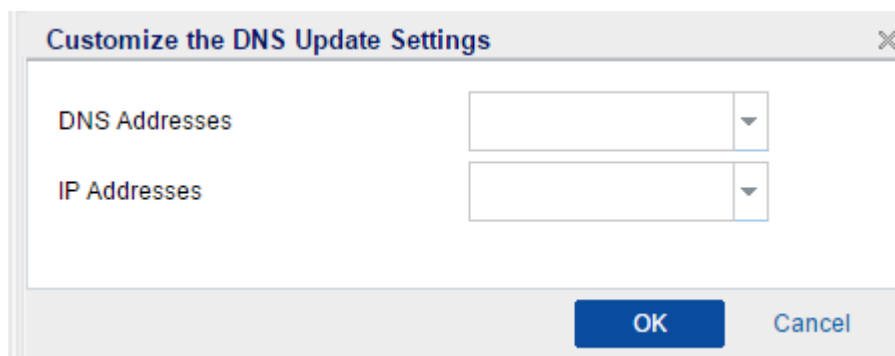 Customize the DNS Update Settings
DNS Addresses
IP Addresses
OK Cancel